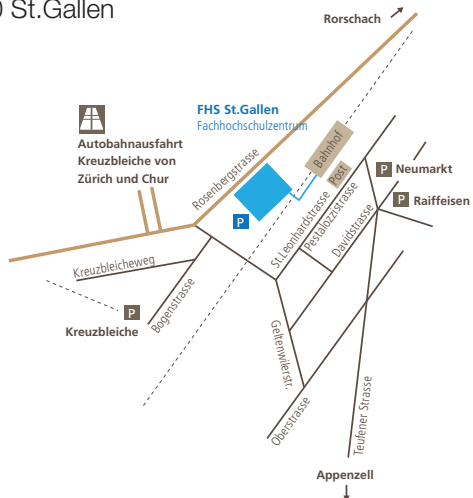 St.Gallen
Rorschach
FHS St.Gallen
Fachhochschulzentrum
Autobahnausfahrt
Kreuzbleiche von
Zürich und Chur
Bahnhof
Post
Rosenbergstrasse
P Neumarkt
P Raiffeisen
P
St.Leonhardstrasse
Pestalozzistrasse
Davidstrasse
Kreuzbleicheweg
P
Kreuzbleiche
Bogenstrasse
Geltenwilerstr.
Oberstrasse
Teufener Strasse
Appenzell